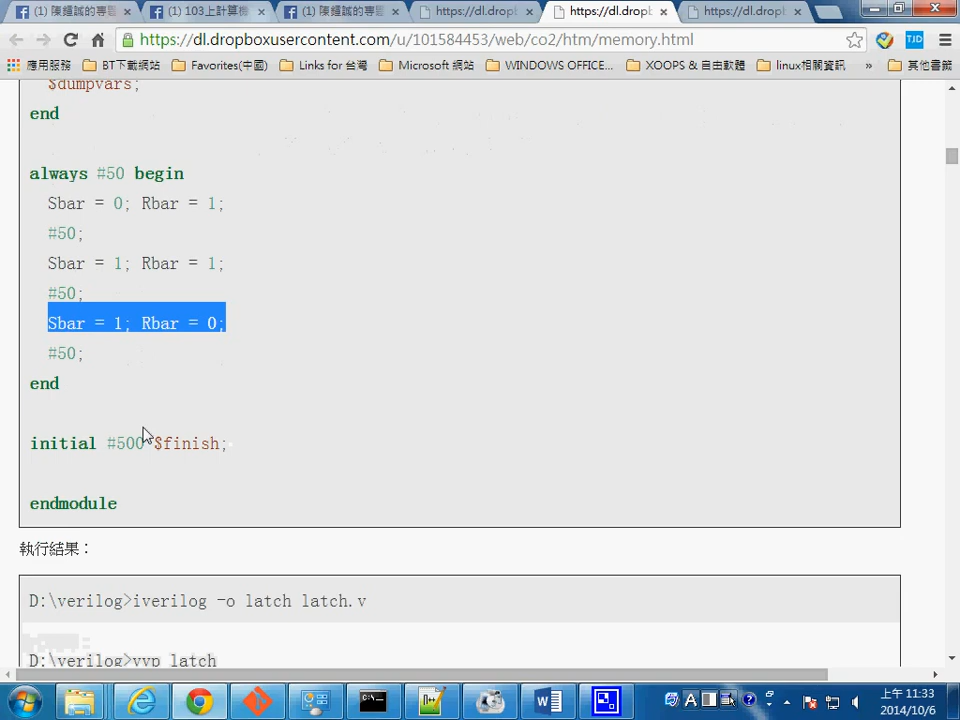 (1) 陳鍾誠的專
(1) 103上計算機
(1) 陳鍾誠的專
https://dl.dropb
https://dl.dropb
https://dl.dropb
https://dl.dropboxusercontent.com/u/101584453/web/co2/htm/memory.html
TJD
應用服務
BT下載網站
Favorites(中國)
Links for 台灣
Microsoft 網站
WINDOWS OFFICE...
XOOPS & 自由軟體
linux相關資訊
»
其他書籤
$dumpvars;
end
always #50 begin
Sbar = 0; Rbar = 1;
#50;
Sbar = 1; Rbar = 1;
#50;
Sbar = 1; Rbar = 0;
#50;
end
initial #500 $finish;
endmodule
執行結果：
D:\verilog>iverilog -o latch latch.v
D:\verilog>vvp latch
上午 11:33
2014/10/6